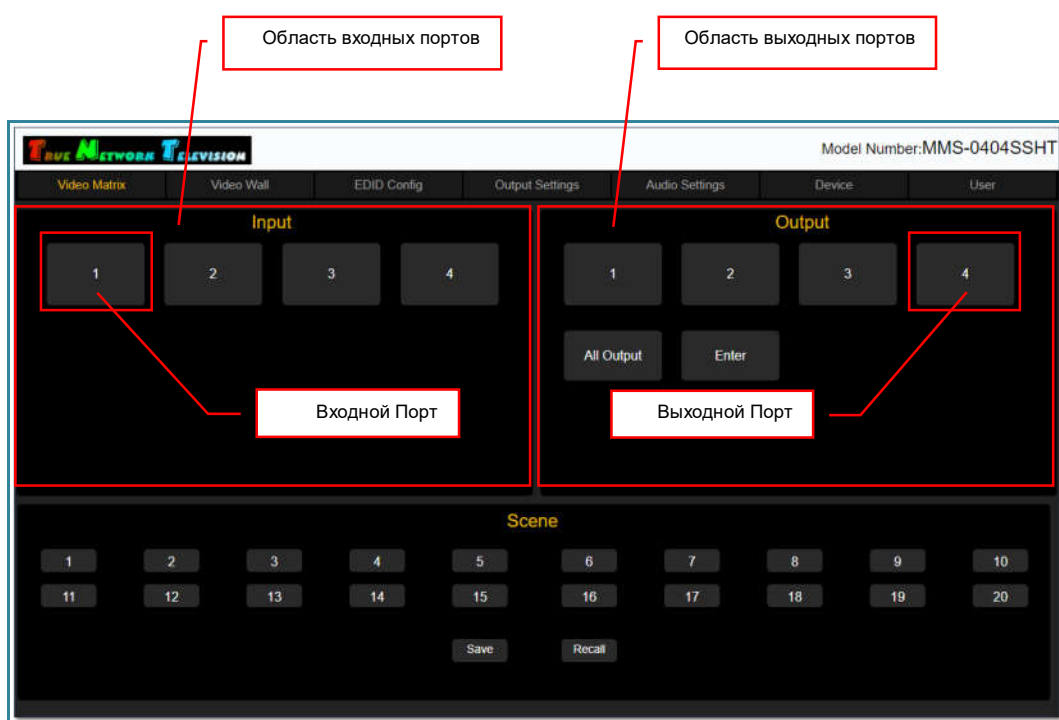 Область входных портов
Область выходных портов
TRUE NETWORK TELEVISION
Model Number:MMS-0404SSHT
Video Matrix Video Wall EDID Config Output Settings Audio Settings Device User
Input
Output
1 2 3 4
1 2 3 4
All Output Enter
Входной Порт
Выходной Порт
Scene
1 2 3 4 5 6 7 8 9 10
11 12 13 14 15 16 17 18 19 20
Save Recall